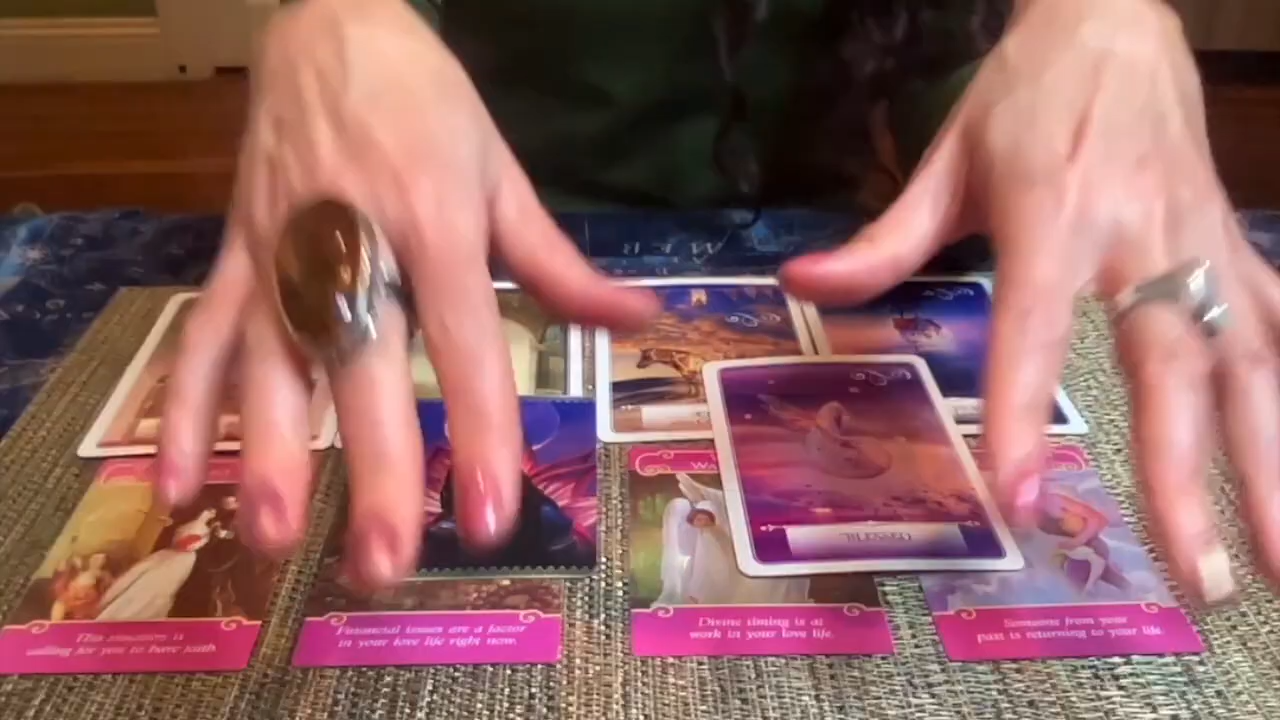 This situation is
calling for you to have faith.
Financial issues are a factor
in your love life right now.
Wa
Divine timing is at
work in your love life.
Someone from your
past is returning to your life.